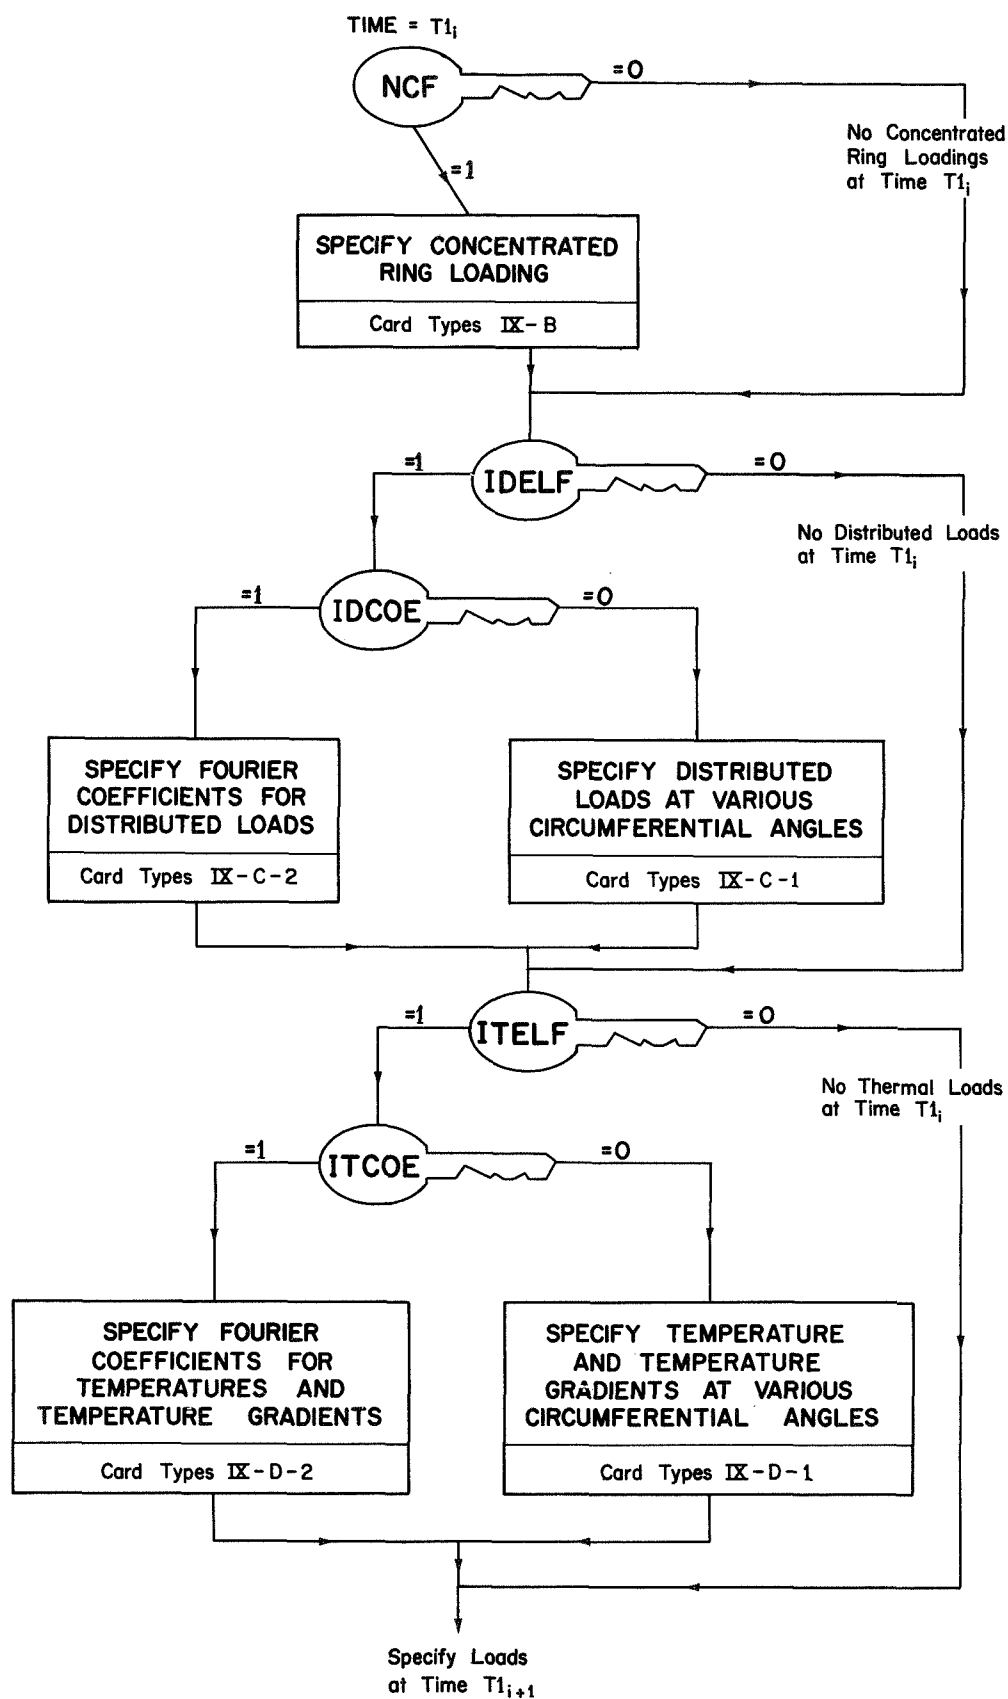 TIME = T1i
NCF
=0
No Concentrated
Ring Loadings
at Time T1i
=1
SPECIFY CONCENTRATED
RING LOADING
Card Types IX-B
IDELF
=1
=0
No Distributed Loads
at Time T1i
IDCOE
=1
=0
SPECIFY FOURIER
COEFFICIENTS FOR
DISTRIBUTED LOADS
Card Types IX-C-2
SPECIFY DISTRIBUTED
LOADS AT VARIOUS
CIRCUMFERENTIAL ANGLES
Card Types IX-C-1
ITELF
=1
=0
No Thermal Loads
at Time T1i
ITCOE
=1
=0
SPECIFY FOURIER
COEFFICIENTS FOR
TEMPERATURES AND
TEMPERATURE GRADIENTS
Card Types IX-D-2
SPECIFY TEMPERATURE
AND TEMPERATURE
GRADIENTS AT VARIOUS
CIRCUMFERENTIAL ANGLES
Card Types IX-D-1
Specify Loads
at Time T1i+1